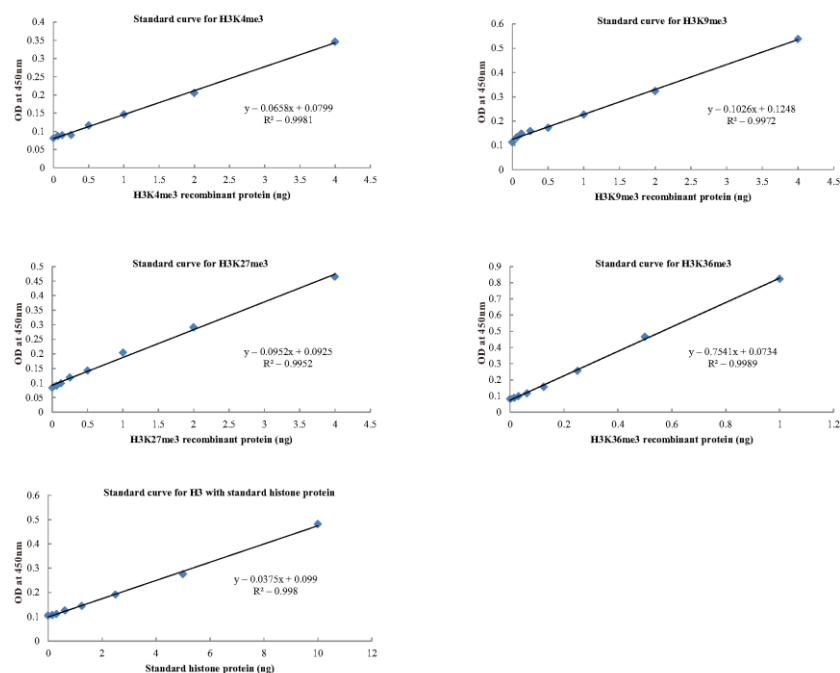 Standard curve for H3K4me3
0.4
0.35
0.3
0.25
0.2
0.15
0.1
0.05
0
OD at 450nm
y – 0.0658x + 0.0799
R² – 0.9981
0 0.5 1 1.5 2 2.5 3 3.5 4 4.5
H3K4me3 recombinant protein (ng)
Standard curve for H3K9me3
0.6
0.5
0.4
0.3
0.2
0.1
0
OD at 450nm
y – 0.1026x + 0.1248
R² – 0.9972
0 0.5 1 1.5 2 2.5 3 3.5 4 4.5
H3K9me3 recombinant protein (ng)
Standard curve for H3K27me3
0.5
0.45
0.4
0.35
0.3
0.25
0.2
0.15
0.1
0.05
0
OD at 450nm
y – 0.0952x + 0.0925
R² – 0.9952
0 0.5 1 1.5 2 2.5 3 3.5 4 4.5
H3K27me3 recombinant protein (ng)
Standard curve for H3K36me3
0.9
0.8
0.7
0.6
0.5
0.4
0.3
0.2
0.1
0
OD at 450nm
y – 0.7541x + 0.0734
R² – 0.9989
0 0.2 0.4 0.6 0.8 1 1.2
H3K36me3 recombinant protein (ng)
Standard curve for H3 with standard histone protein
0.6
0.5
0.4
0.3
0.2
0.1
0
OD at 450nm
y – 0.0375x + 0.099
R² – 0.998
0 2 4 6 8 10 12
Standard histone protein (ng)